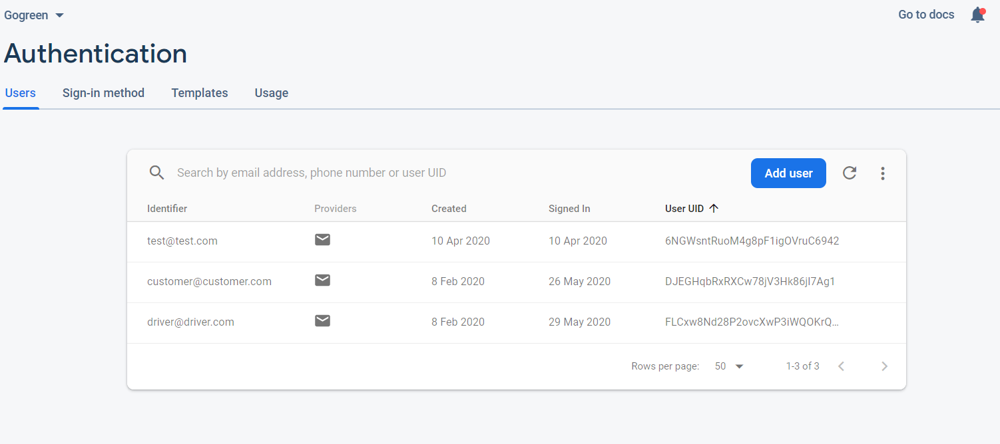 Gogreen Go to docs
Authentication
Users Sign-in method Templates Usage
Search by email address, phone number or user UID Add user
Identifier Providers Created Signed In User UID
test@test.com 10 Apr 2020 10 Apr 2020 6NGWsntRuoM4g8pF1igOVruC6942
customer@customer.com 8 Feb 2020 26 May 2020 DJEGHqbRxRXCw78jV3Hk86jI7Ag1
driver@driver.com 8 Feb 2020 29 May 2020 FLCxw8Nd28P2ovcXwP3iWQOKrQ...
Rows per page: 50 1-3 of 3